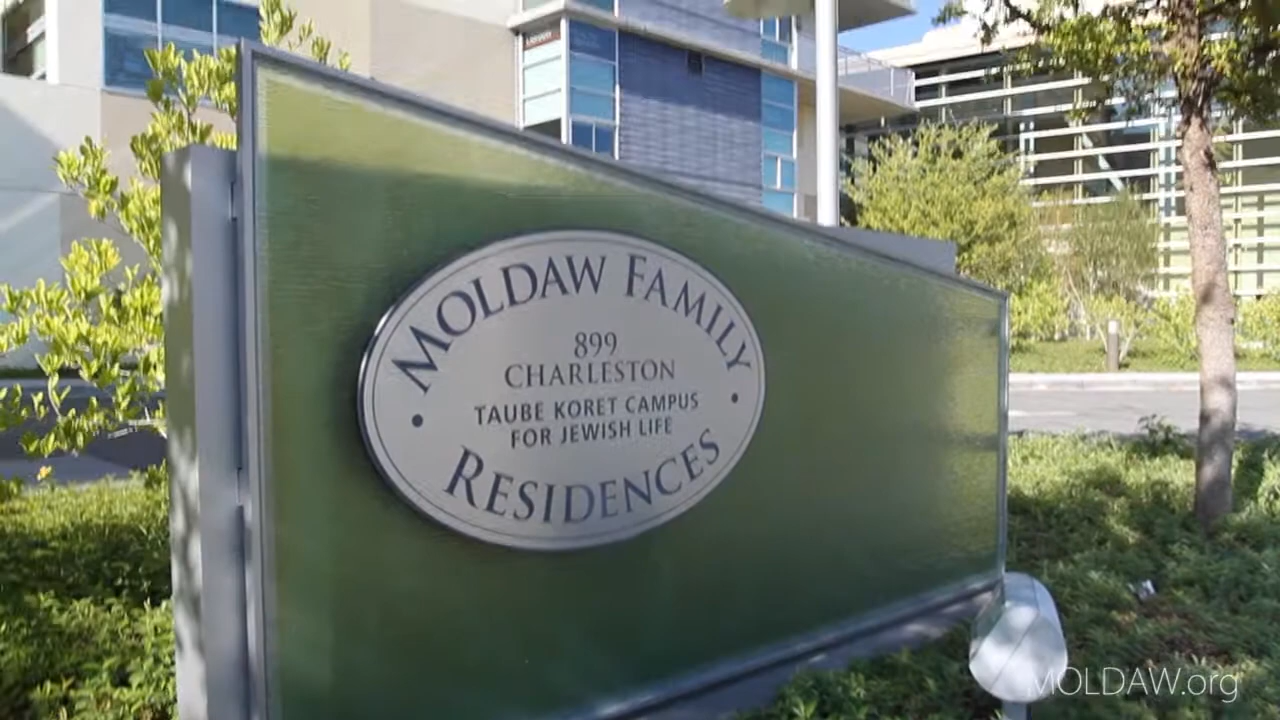 MOLDAW FAMILY
899
CHARLESTON
TAUBE KORET CAMPUS
FOR JEWISH LIFE
RESIDENCES
MOLDAW.org